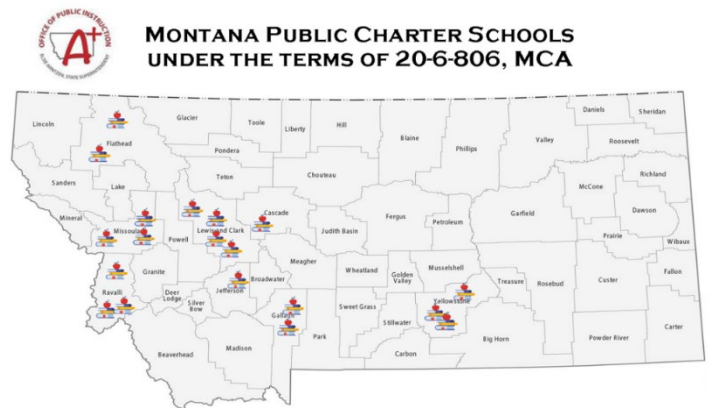 OFFICE OF PUBLIC INSTRUCTION
A+
ELSIE ARNTZEN, STATE SUPERINTENDENT
MONTANA PUBLIC CHARTER SCHOOLS
UNDER THE TERMS OF 20-6-806, MCA
Lincoln
Flathead
Glacier
Toole
Liberty
Hill
Blaine
Phillips
Valley
Daniels
Sheridan
Roosevelt
Pondera
Teton
Chouteau
Sanders
Lake
Mineral
Missoula
Powell
Lewis and Clark
Cascade
Judith Basin
Fergus
Petroleum
Garfield
McCone
Richland
Dawson
Prairie
Wibaux
Ravalli
Granite
Deer
Lodge
Silver
Bow
Jefferson
Broadwater
Meagher
Wheatland
Golden
Valley
Musselshell
Treasure
Rosebud
Custer
Fallon
Gallatin
Park
Sweet Grass
Stillwater
Yellowstone
Beaverhead
Madison
Carbon
Big Horn
Powder River
Carter